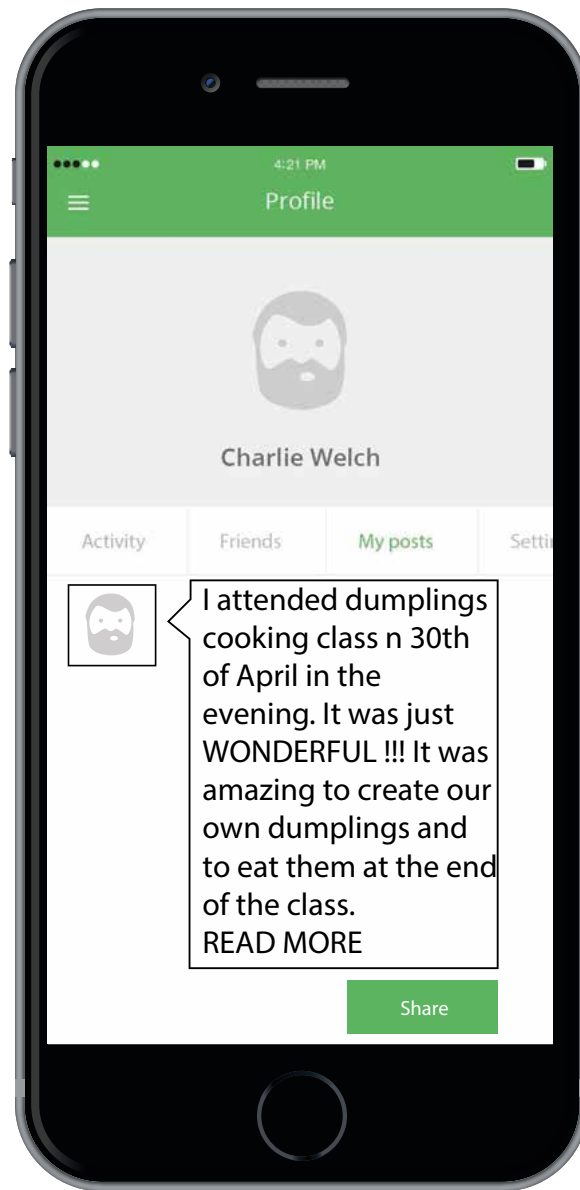 4:21 PM
Profile
Charlie Welch
Activity Friends My posts Settin
I attended dumplings
cooking class n 30th
of April in the
evening. It was just
WONDERFUL !!! It was
amazing to create our
own dumplings and
to eat them at the end
of the class.
READ MORE
Share